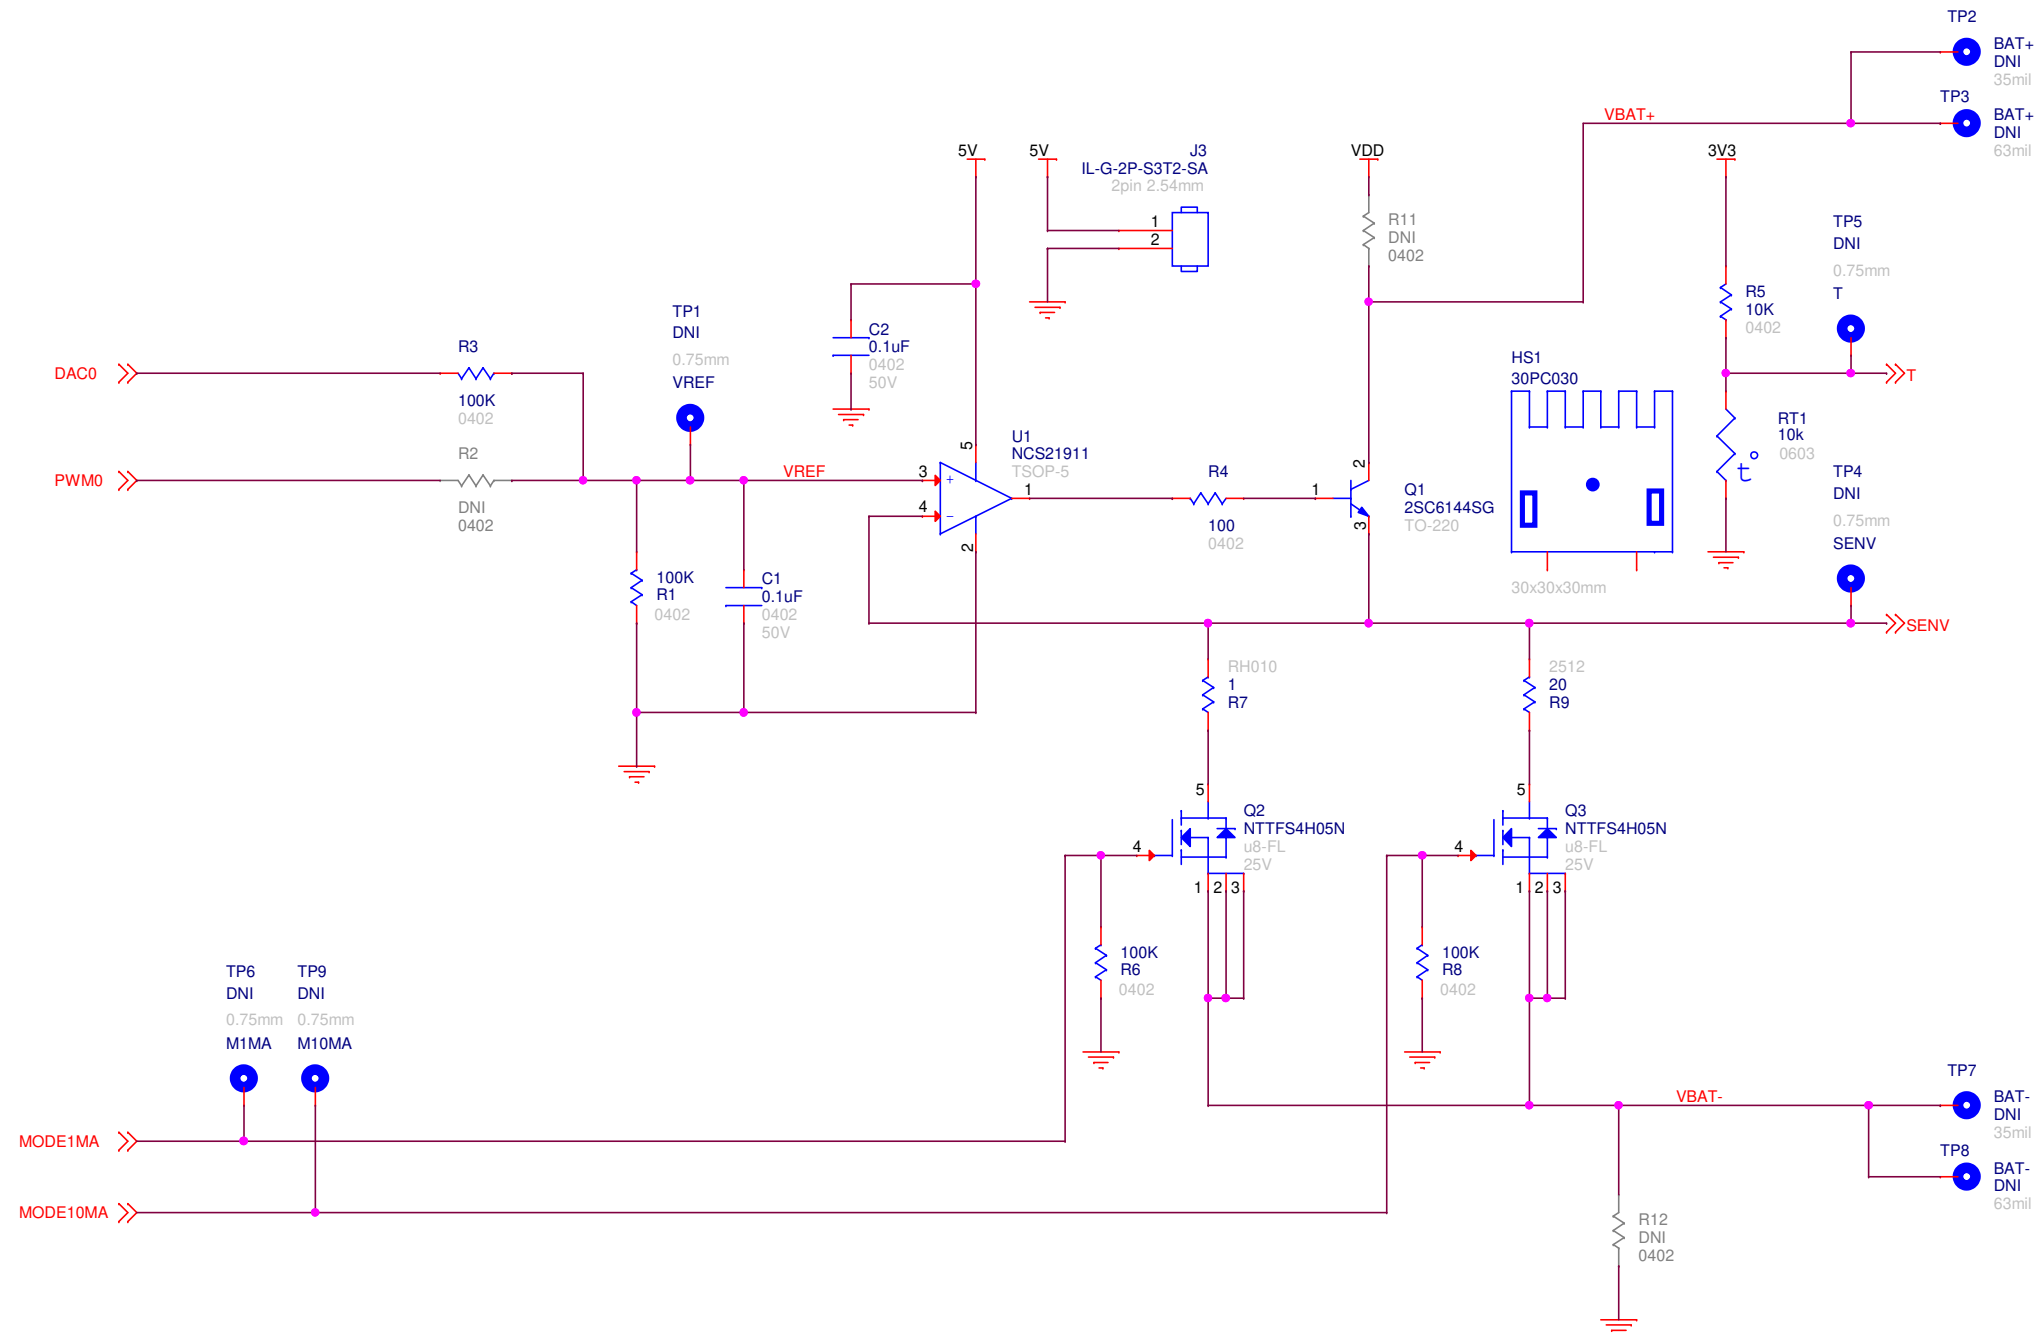 TP2
BAT+
DNI
35mil
TP3
BAT+
DNI
63mil
VBAT+
5V
5V
J3
IL-G-2P-S3T2-SA
2pin 2.54mm
1
2
VDD
R11
DNI
0402
3V3
R5
10K
0402
TP5
DNI
0.75mm
T
T
RT1
10k
0603
t°
TP4
DNI
0.75mm
SENV
SENV
HS1
30PC030
30x30x30mm
C2
0.1uF
0402
50V
TP1
DNI
0.75mm
VREF
DAC0
R3
100K
0402
PWM0
R2
DNI
0402
VREF
3
4
5
2
1
+
−
U1
NCS21911
TSOP-5
R4
100
0402
1
2
3
Q1
2SC6144SG
TO-220
100K
R1
0402
C1
0.1uF
0402
50V
RH010
1
R7
2512
20
R9
5
Q2
NTTFS4H05N
u8-FL
25V
4
1
2
3
5
Q3
NTTFS4H05N
u8-FL
25V
4
1
2
3
100K
R6
0402
100K
R8
0402
TP6
DNI
0.75mm
M1MA
TP9
DNI
0.75mm
M10MA
MODE1MA
MODE10MA
VBAT-
TP7
BAT-
DNI
35mil
TP8
BAT-
DNI
63mil
R12
DNI
0402